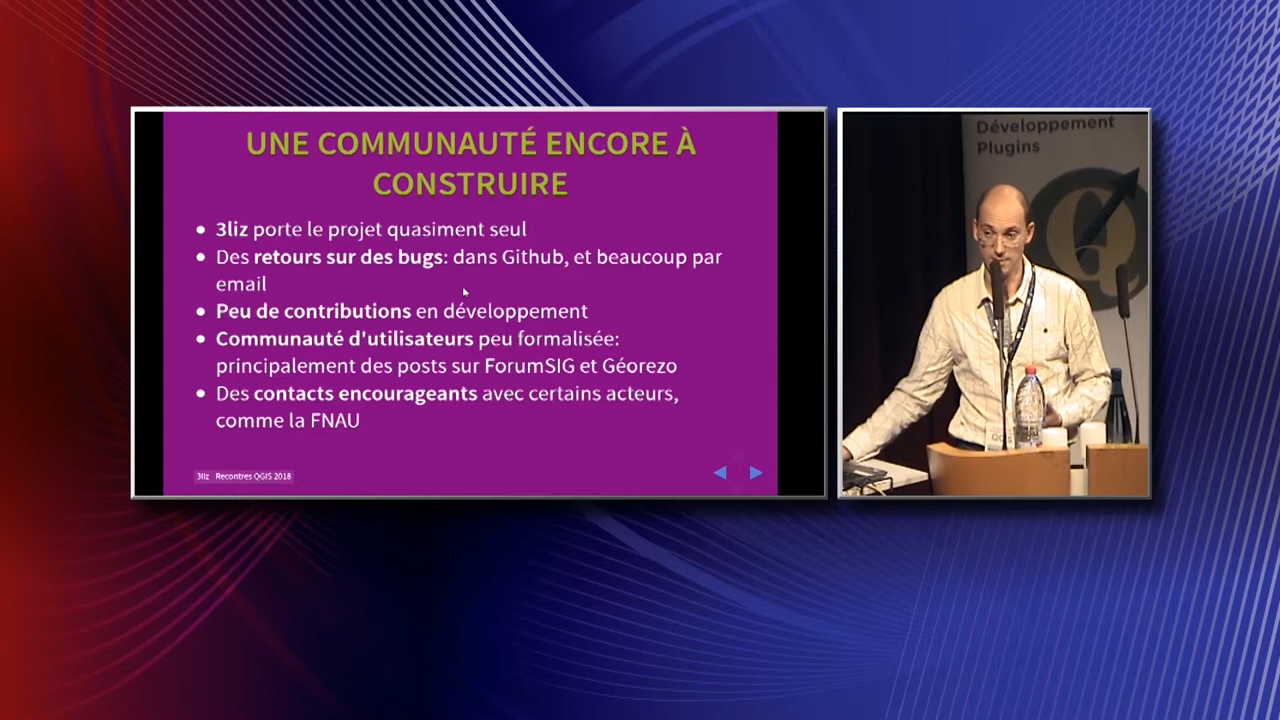 UNE COMMUNAUTÉ ENCORE À
CONSTRUIRE
• 3liz porte le projet quasiment seul
• Des retours sur des bugs: dans Github, et beaucoup par
email
• Peu de contributions en développement
• Communauté d'utilisateurs peu formalisée:
principalement des posts sur ForumSIG et Géorezo
• Des contacts encourageants avec certains acteurs,
comme la FNAU
3liz Recontres QGIS 2018
Développement
Plugins